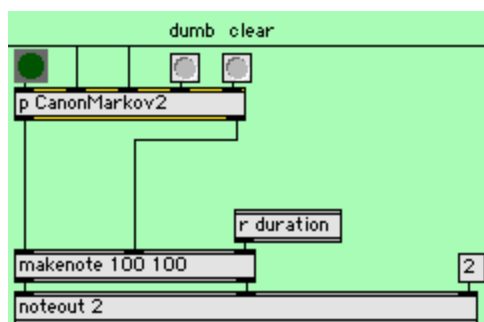 dumb clear
p CanonMarkov2
r duration
makenote 100 100
2
noteout 2